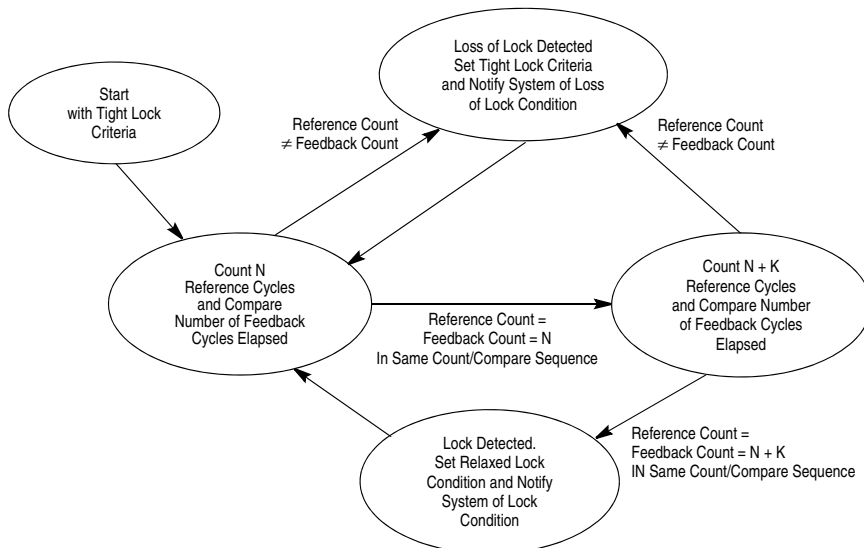 Start
with Tight Lock
Criteria
Loss of Lock Detected
Set Tight Lock Criteria
and Notify System of Loss
of Lock Condition
Reference Count
≠ Feedback Count
Reference Count
≠ Feedback Count
Count N
Reference Cycles
and Compare
Number of Feedback
Cycles Elapsed
Reference Count =
Feedback Count = N
In Same Count/Compare Sequence
Count N + K
Reference Cycles
and Compare Number
of Feedback Cycles
Elapsed
Lock Detected.
Set Relaxed Lock
Condition and Notify
System of Lock
Condition
Reference Count =
Feedback Count = N + K
IN Same Count/Compare Sequence